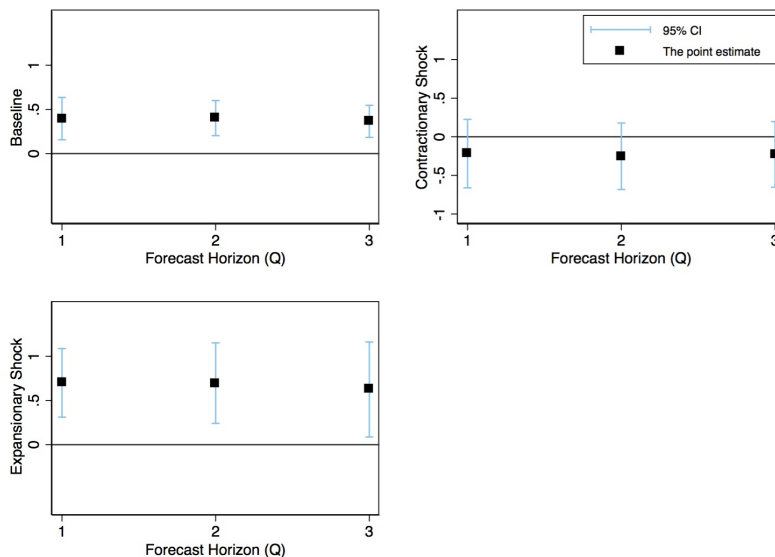 Baseline
1
.5
0
1
2
3
Forecast Horizon (Q)
Contractionary Shock
1
.5
0
-.5
-1
1
2
3
Forecast Horizon (Q)
95% CI
The point estimate
Expansionary Shock
1
.5
0
1
2
3
Forecast Horizon (Q)